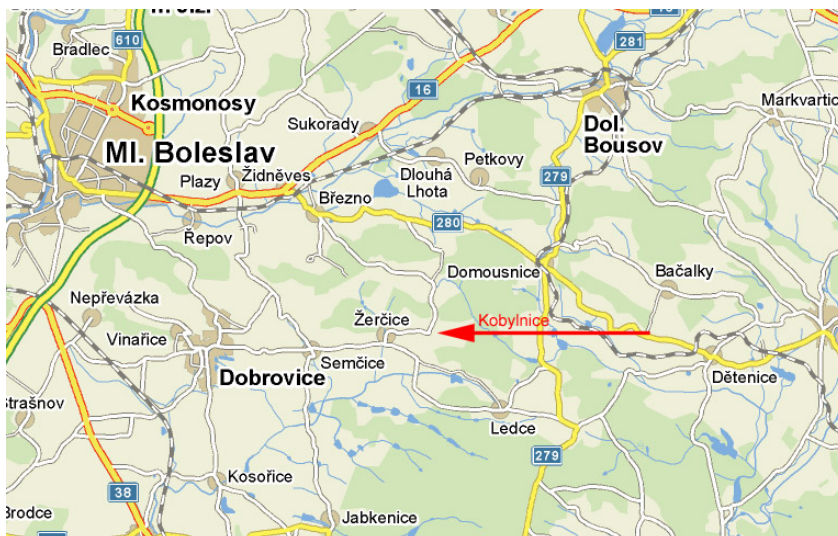 Bradlec
610
281
16
Kosmonosy
Markvartic
Sukorady
Dol.
Bousov
Ml. Boleslav
Petkovy
Židněves
Dlouhá
Lhota
279
Plazy
Březno
280
Řepov
Domousnice
Bačalky
Nepřevázka
Kobylnice
Žerčice
Vinařice
Semčice
Dětenice
Dobrovice
Strašnov
Ledce
279
Kosořice
38
Brodce
Jabkenice